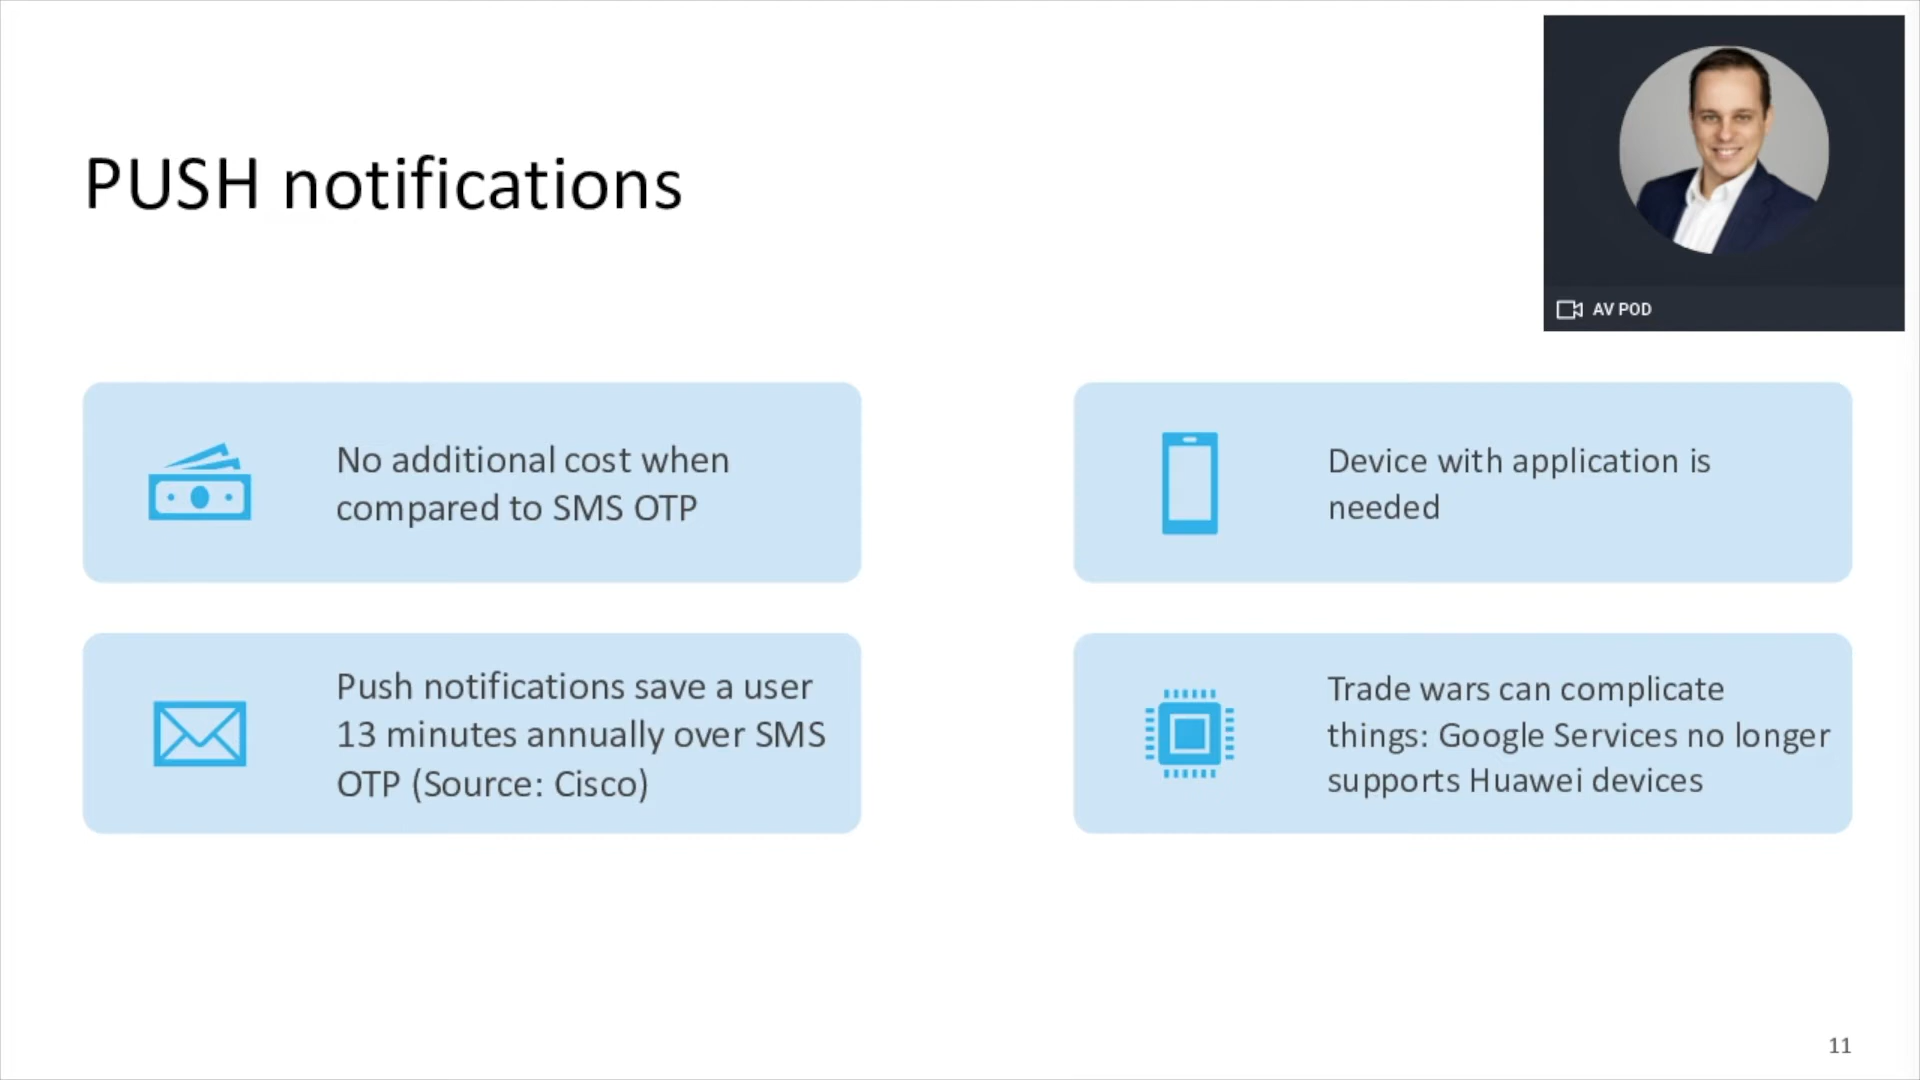 PUSH notifications
AV POD
No additional cost when
compared to SMS OTP
Device with application is
needed
Push notifications save a user
13 minutes annually over SMS
OTP (Source: Cisco)
Trade wars can complicate
things: Google Services no longer
supports Huawei devices
11